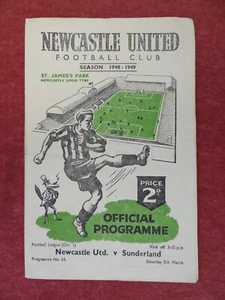 NEWCASTLE UNITED
FOOTBALL CLUB
SEASON 1948-1949
ST. JAMES'S PARK
NEWCASTLE UPON TYNE
PRICE
2D
OFFICIAL
PROGRAMME
Football League (Div. 1)
Kick off 3-15 p.m
Newcastle Utd. v Sunderland
Programme No. 24
Saturday 5th March.